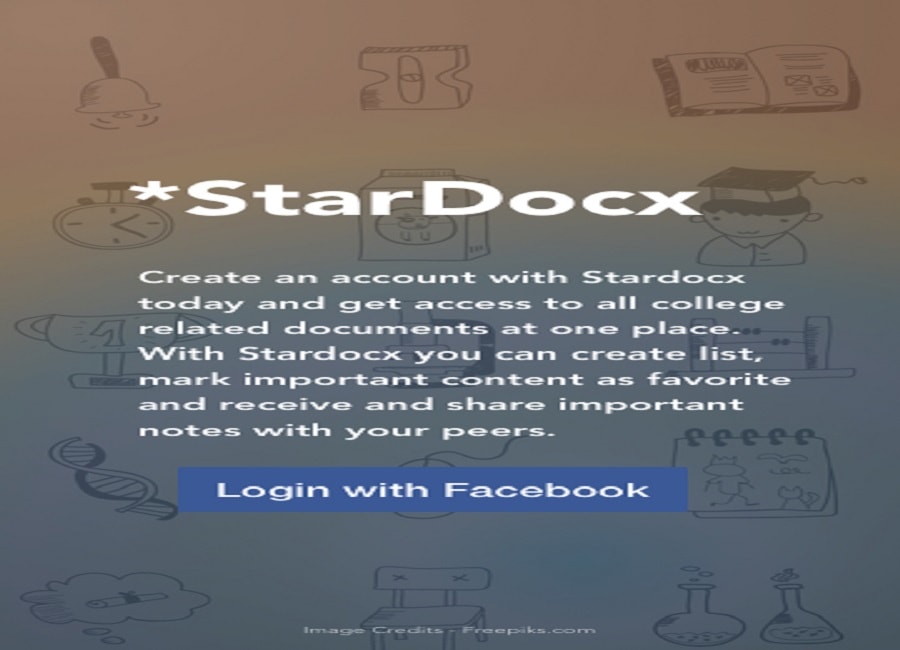 *StarDocx
Create an account with Stardocx
today and get access to all college
related documents at one place.
With Stardocx you can create list,
mark important content as favorite
and receive and share important
notes with your peers.
Login with Facebook
Image Credits - Freepiks.com